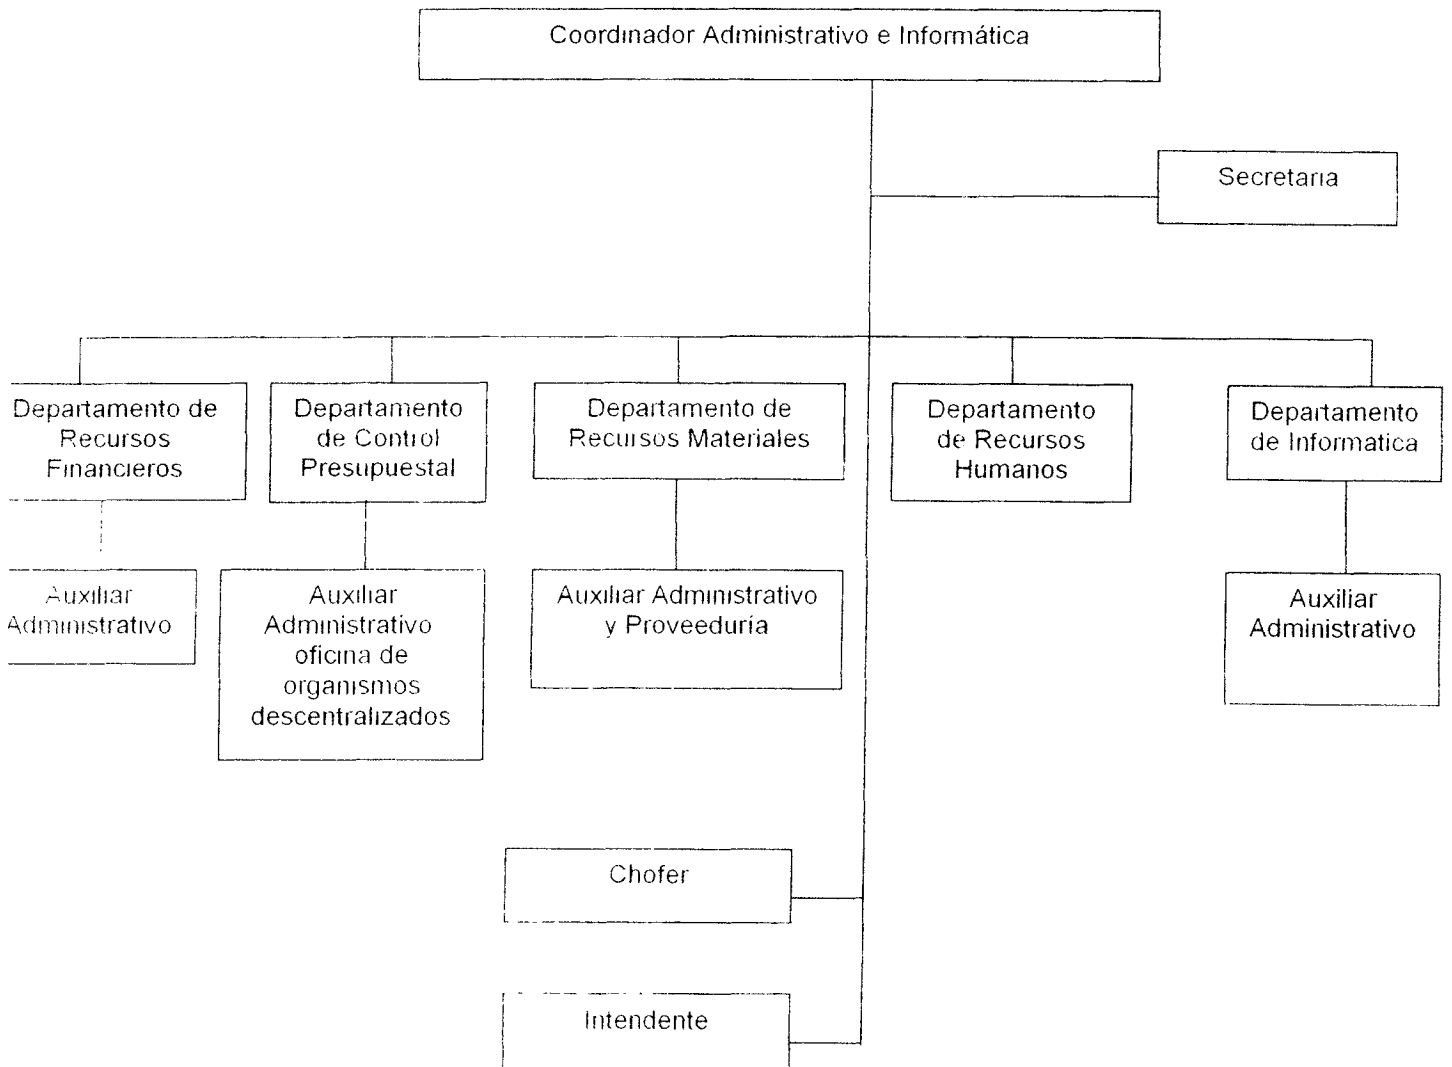 Coordinador Administrativo e Informática
Secretaria
Departamento de
Recursos
Financieros
Departamento
de Control
Presupuestal
Departamento de
Recursos Materiales
Departamento
de Recursos
Humanos
Departamento
de Informatica
Auxiliar
Administrativo
Auxiliar
Administrativo
oficina de
organismos
descentralizados
Auxiliar Administrativo
y Proveeduría
Auxiliar
Administrativo
Chofer
Intendente